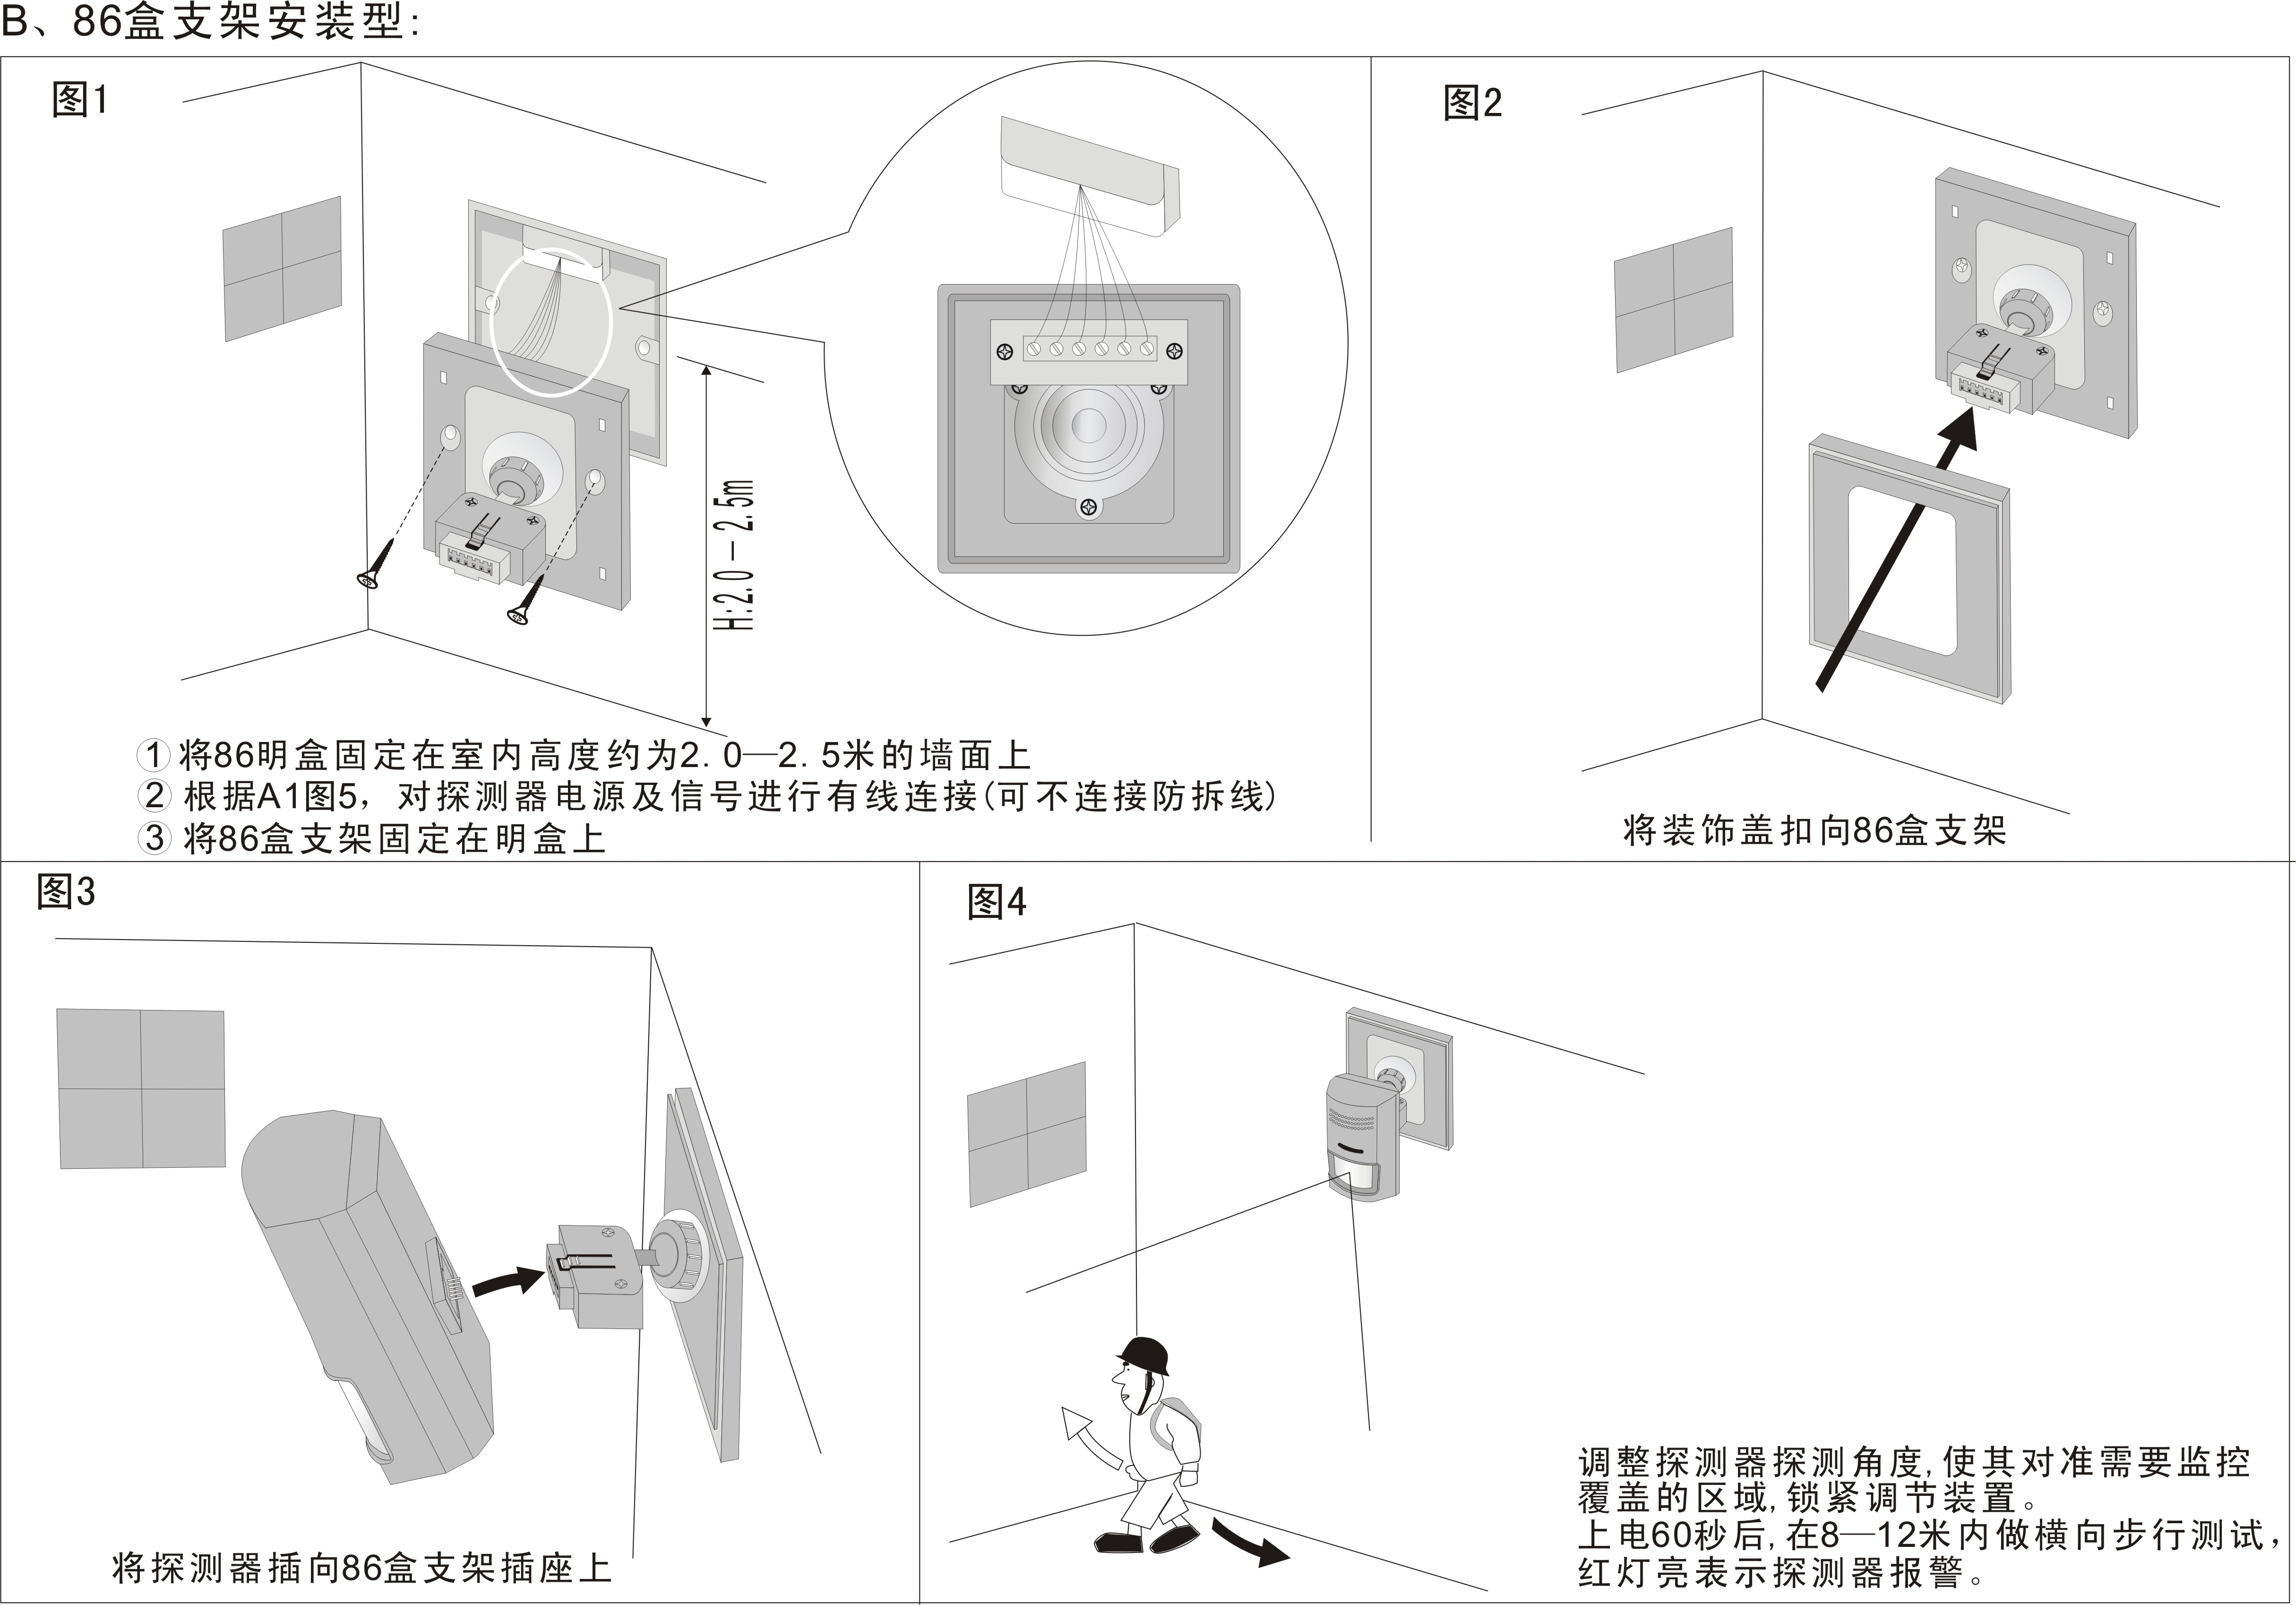 B、86盒支架安装型:
图1
H:2.0-2.5m
①将86明盒固定在室内高度约为2.0—2.5米的墙面上
②根据A1图5，对探测器电源及信号进行有线连接(可不连接防拆线)
③将86盒支架固定在明盒上
图2
将装饰盖扣向86盒支架
图3
将探测器插向86盒支架插座上
图4
调整探测器探测角度,使其对准需要监控
覆盖的区域,锁紧调节装置。
上电60秒后,在8—12米内做横向步行测试，
红灯亮表示探测器报警。